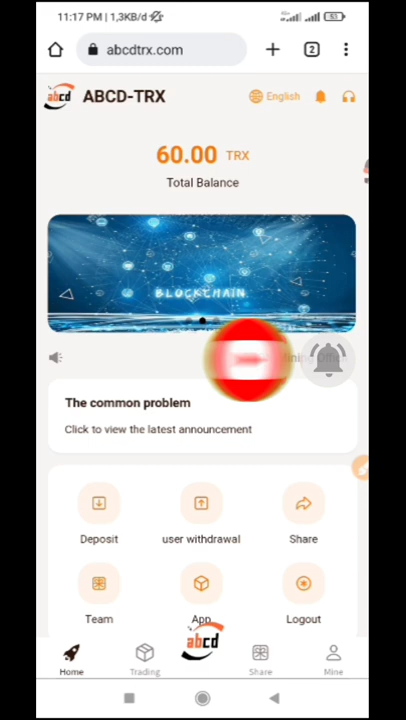 11:17 PM | 1,3KB/d
53
abcdtrx.com
2
abcd
ABCD-TRX
English
60.00 TRX
Total Balance
BLOCKCHAIN
Mining
The common problem
Click to view the latest announcement
Deposit
user withdrawal
Share
Team
App
Logout
abcd
Home
Trading
Share
Mine